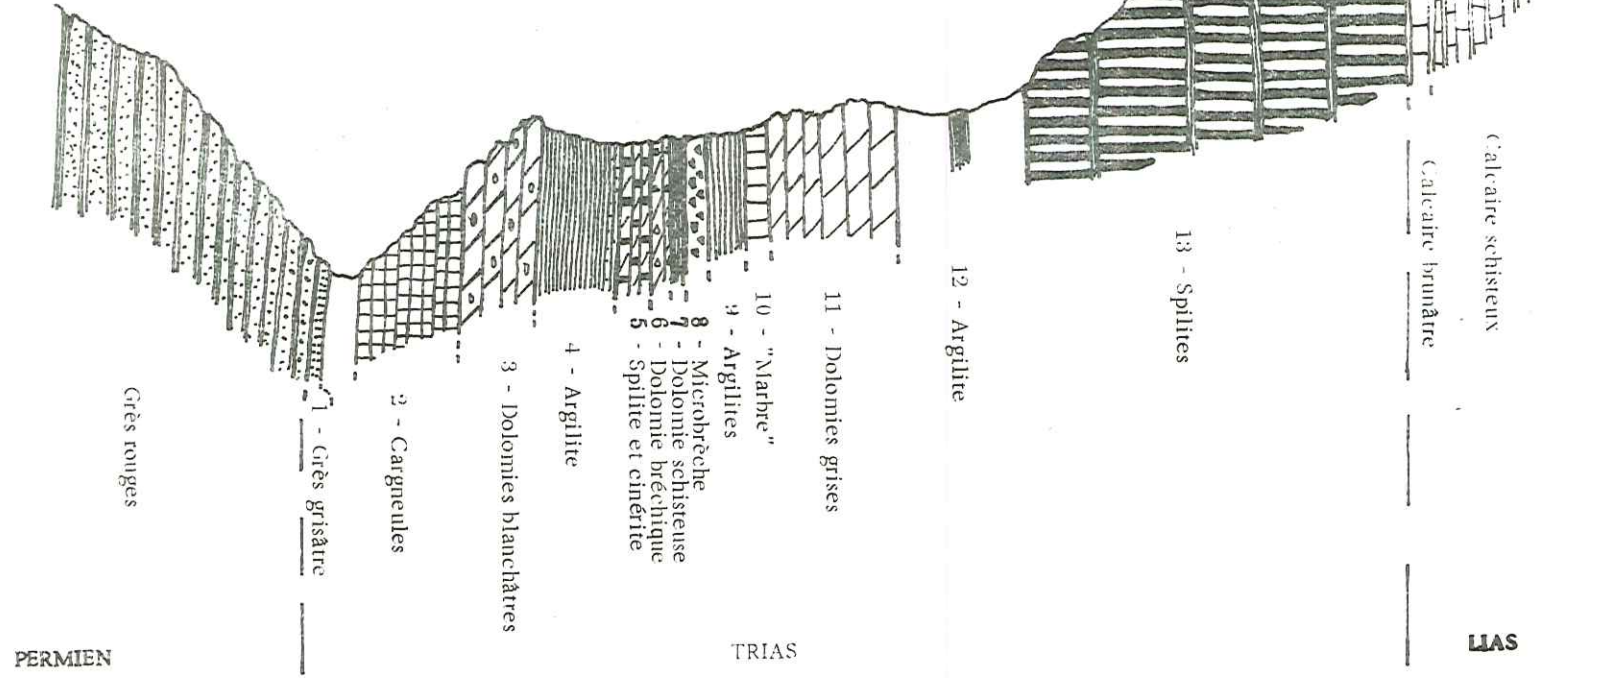 Grès rouges
1 - Grès grisâtre
2 - Cargneules
3 - Dolomies blanchâtres
4 - Argilite
5 - Spilite et cinérite
6 - Dolomie bréchique
7 - Dolomie schisteuse
8 - Microbrèche
9 - Argilites
10 - "Marbre"
11 - Dolomies grises
12 - Argilite
13 - Spilites
Calcaire brunâtre
Calcaire schisteux
PERMIEN
TRIAS
LIAS